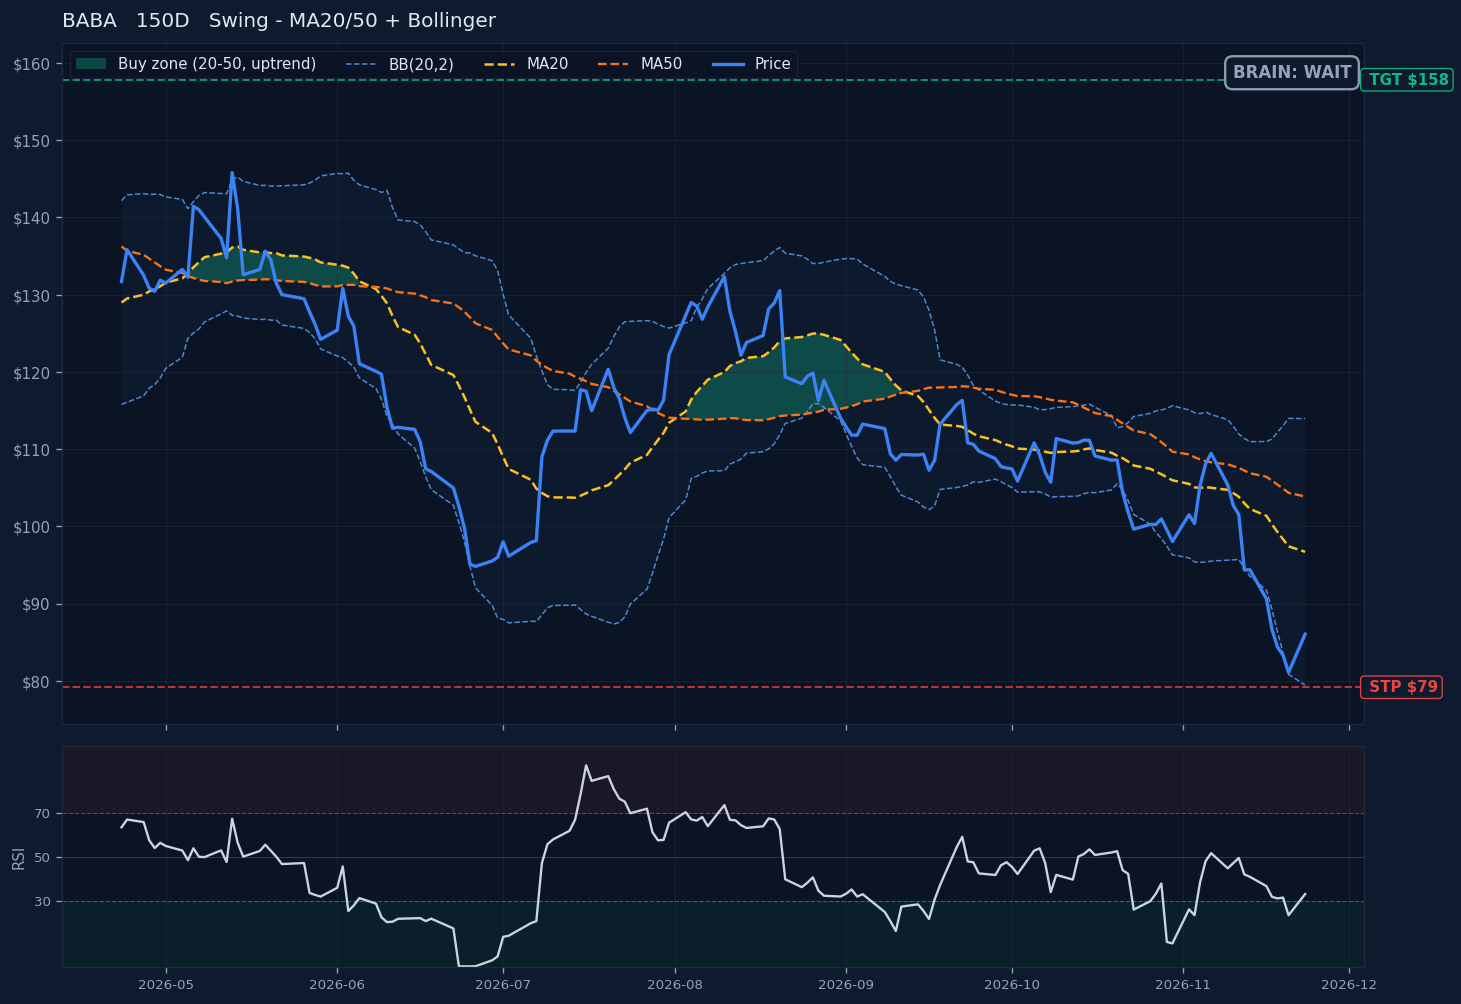 BABA 150D Swing - MA20/50 + Bollinger
Buy zone (20-50, uptrend) BB(20,2) MA20 MA50 Price
BRAIN: WAIT
TGT $158
$160
$150
$140
$130
$120
$110
$100
$90
$80
STP $79
RSI
70
50
30
2026-05 2026-06 2026-07 2026-08 2026-09 2026-10 2026-11 2026-12